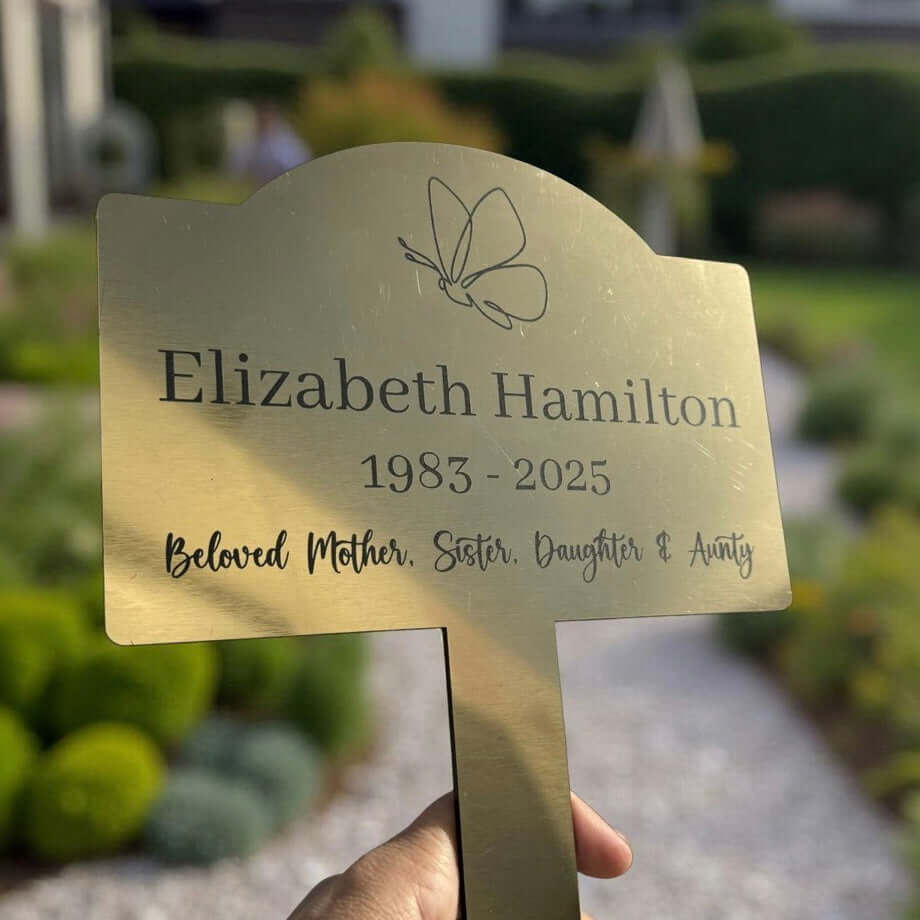 Elizabeth Hamilton
1983 - 2025
Beloved Mother, Sister, Daughter & Aunty